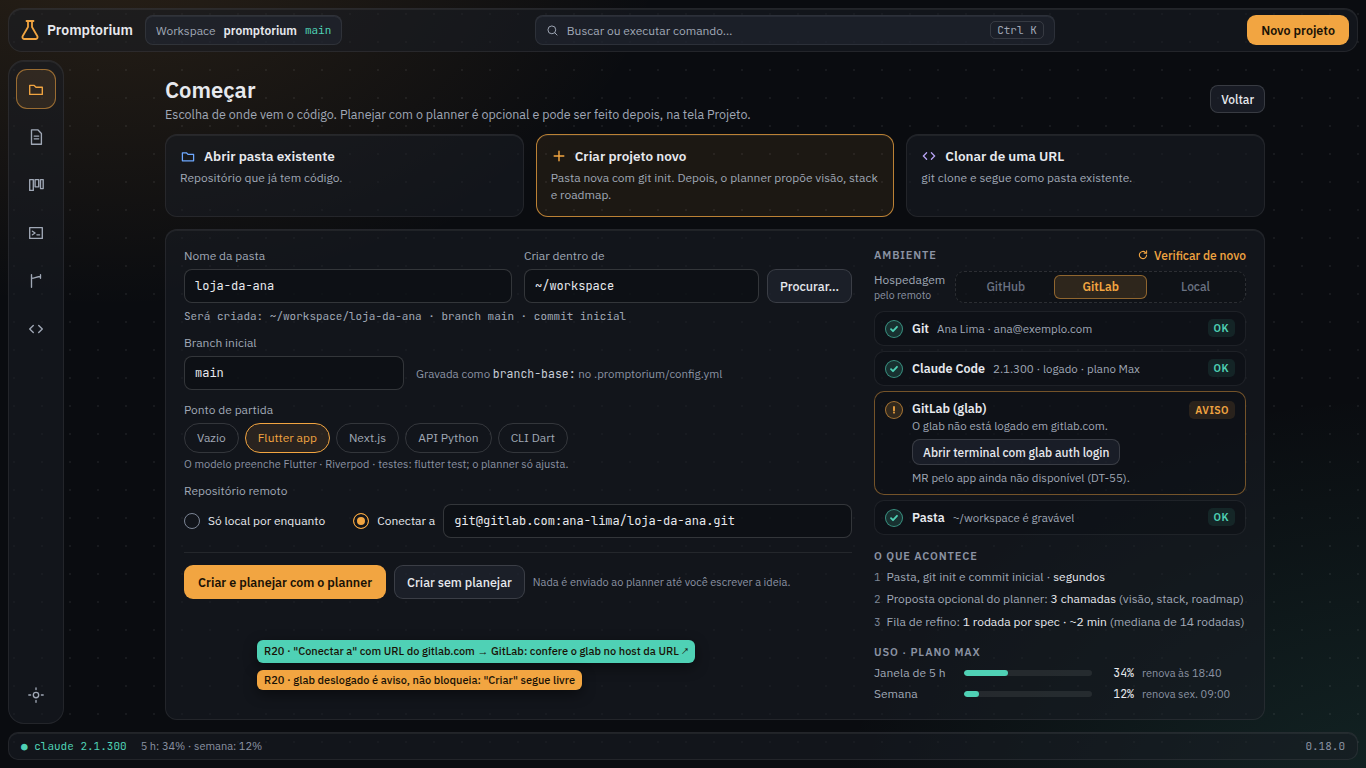 Promptorium
Workspace promptorium main
Buscar ou executar comando...
Ctrl K
Novo projeto
Começar
Escolha de onde vem o código. Planejar com o planner é opcional e pode ser feito depois, na tela Projeto.
Voltar
Abrir pasta existente
Repositório que já tem código.
Criar projeto novo
Pasta nova com git init. Depois, o planner propõe visão, stack
e roadmap.
Clonar de uma URL
git clone e segue como pasta existente.
Nome da pasta
loja-da-ana
Criar dentro de
~/workspace
Procurar...
Será criada: ~/workspace/loja-da-ana · branch main · commit inicial
Branch inicial
main
Gravada como branch-base: no .promptorium/config.yml
Ponto de partida
Vazio
Flutter app
Next.js
API Python
CLI Dart
O modelo preenche Flutter · Riverpod · testes: flutter test; o planner só ajusta.
Repositório remoto
Só local por enquanto
Conectar a
git@gitlab.com:ana-lima/loja-da-ana.git
Criar e planejar com o planner
Criar sem planejar
Nada é enviado ao planner até você escrever a ideia.
R20 · "Conectar a" com URL do gitlab.com → GitLab: confere o glab no host da URL ↗
R20 · glab deslogado é aviso, não bloqueia: "Criar" segue livre
AMBIENTE
Verificar de novo
Hospedagem
pelo remoto
GitHub
GitLab
Local
Git Ana Lima · ana@exemplo.com
OK
Claude Code 2.1.300 · logado · plano Max
OK
GitLab (glab)
AVISO
O glab não está logado em gitlab.com.
Abrir terminal com glab auth login
MR pelo app ainda não disponível (DT-55).
Pasta ~/workspace é gravável
OK
O QUE ACONTECE
1 Pasta, git init e commit inicial · segundos
2 Proposta opcional do planner: 3 chamadas (visão, stack, roadmap)
3 Fila de refino: 1 rodada por spec · ~2 min (mediana de 14 rodadas)
USO · PLANO MAX
Janela de 5 h
34% renova às 18:40
Semana
12% renova sex. 09:00
claude 2.1.300
5 h: 34% · semana: 12%
0.18.0